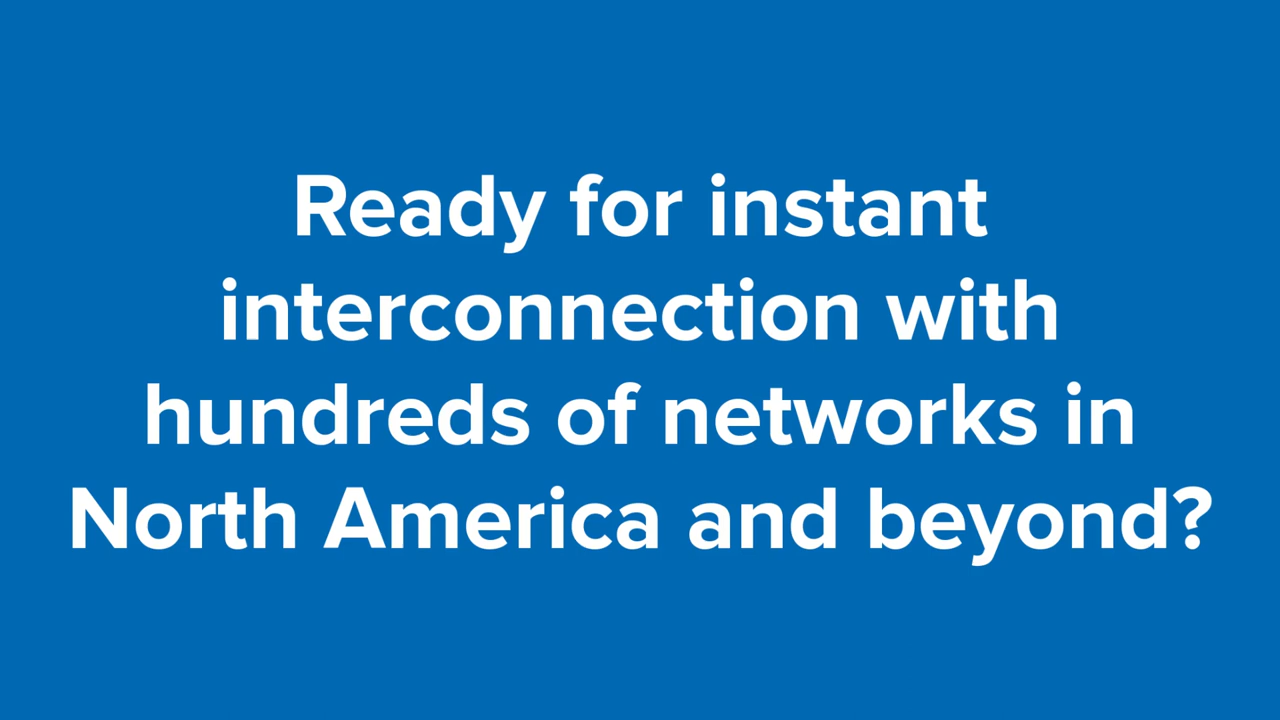 Ready for instant
interconnection with
hundreds of networks in
North America and beyond?